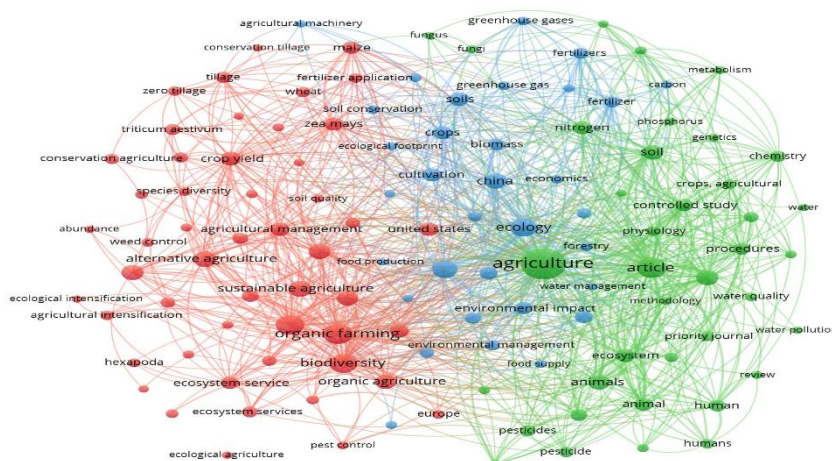 greenhouse gases
agricultural machinery
fungus
conservation tillage
maize
fungi
fertilizers
metabolism
tillage
fertilizer application
greenhouse gas
carbon
zero tillage
wheat
soils
fertilizer
soil conservation
phosphorus
triticum aestivum
zea mays
crops
nitrogen
genetics
ecological footprint
biomass
soil
chemistry
conservation agriculture
crop yield
cultivation
china
economics
crops, agricultural
species diversity
soil quality
controlled study
water
abundance
agricultural management
united states
ecology
physiology
weed control
forestry
procedures
alternative agriculture
food production
agriculture
article
sustainable agriculture
water management
ecological intensification
methodology
water quality
agricultural intensification
environmental impact
organic farming
priority journal
water pollution
environmental management
hexapoda
biodiversity
food supply
ecosystem
review
ecosystem service
organic agriculture
animals
ecosystem services
europe
animal
human
pesticides
pest control
humans
ecological agriculture
pesticide